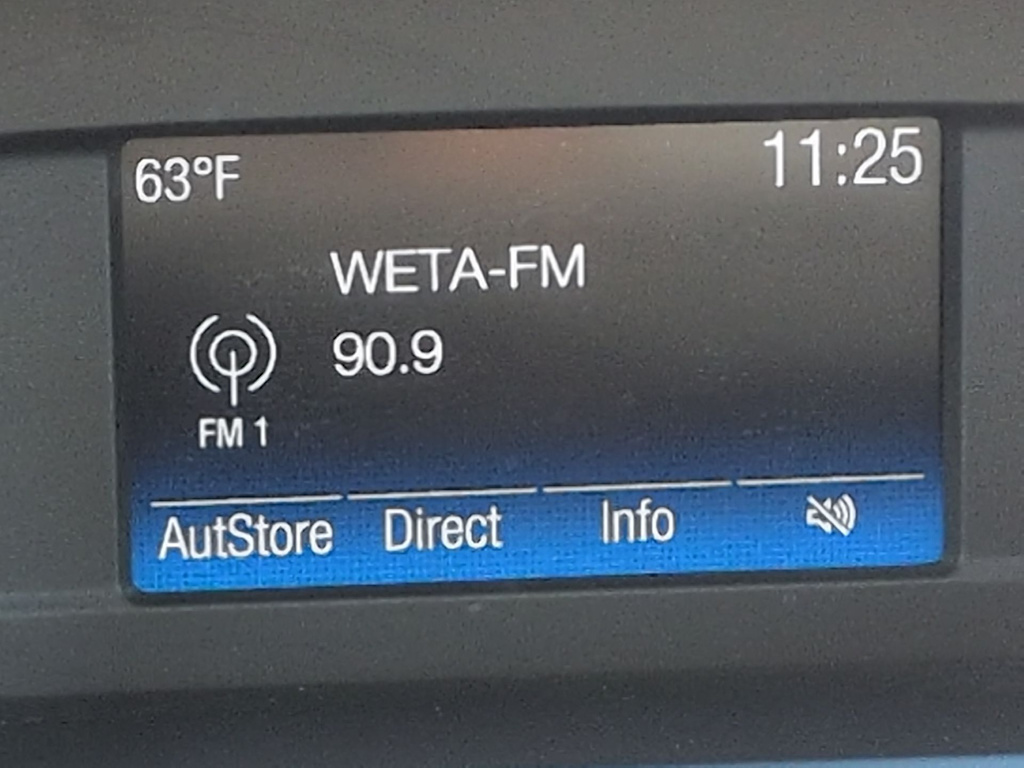 63°F 11:25
WETA-FM
90.9
FM 1
AutStore Direct Info